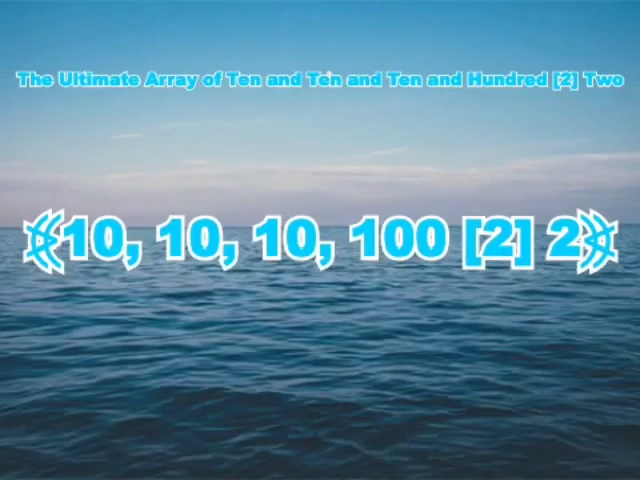 The Ultimate Array of Ten and Ten and Ten and Hundred [2] Two
⦓10, 10, 10, 100 [2] 2⦔